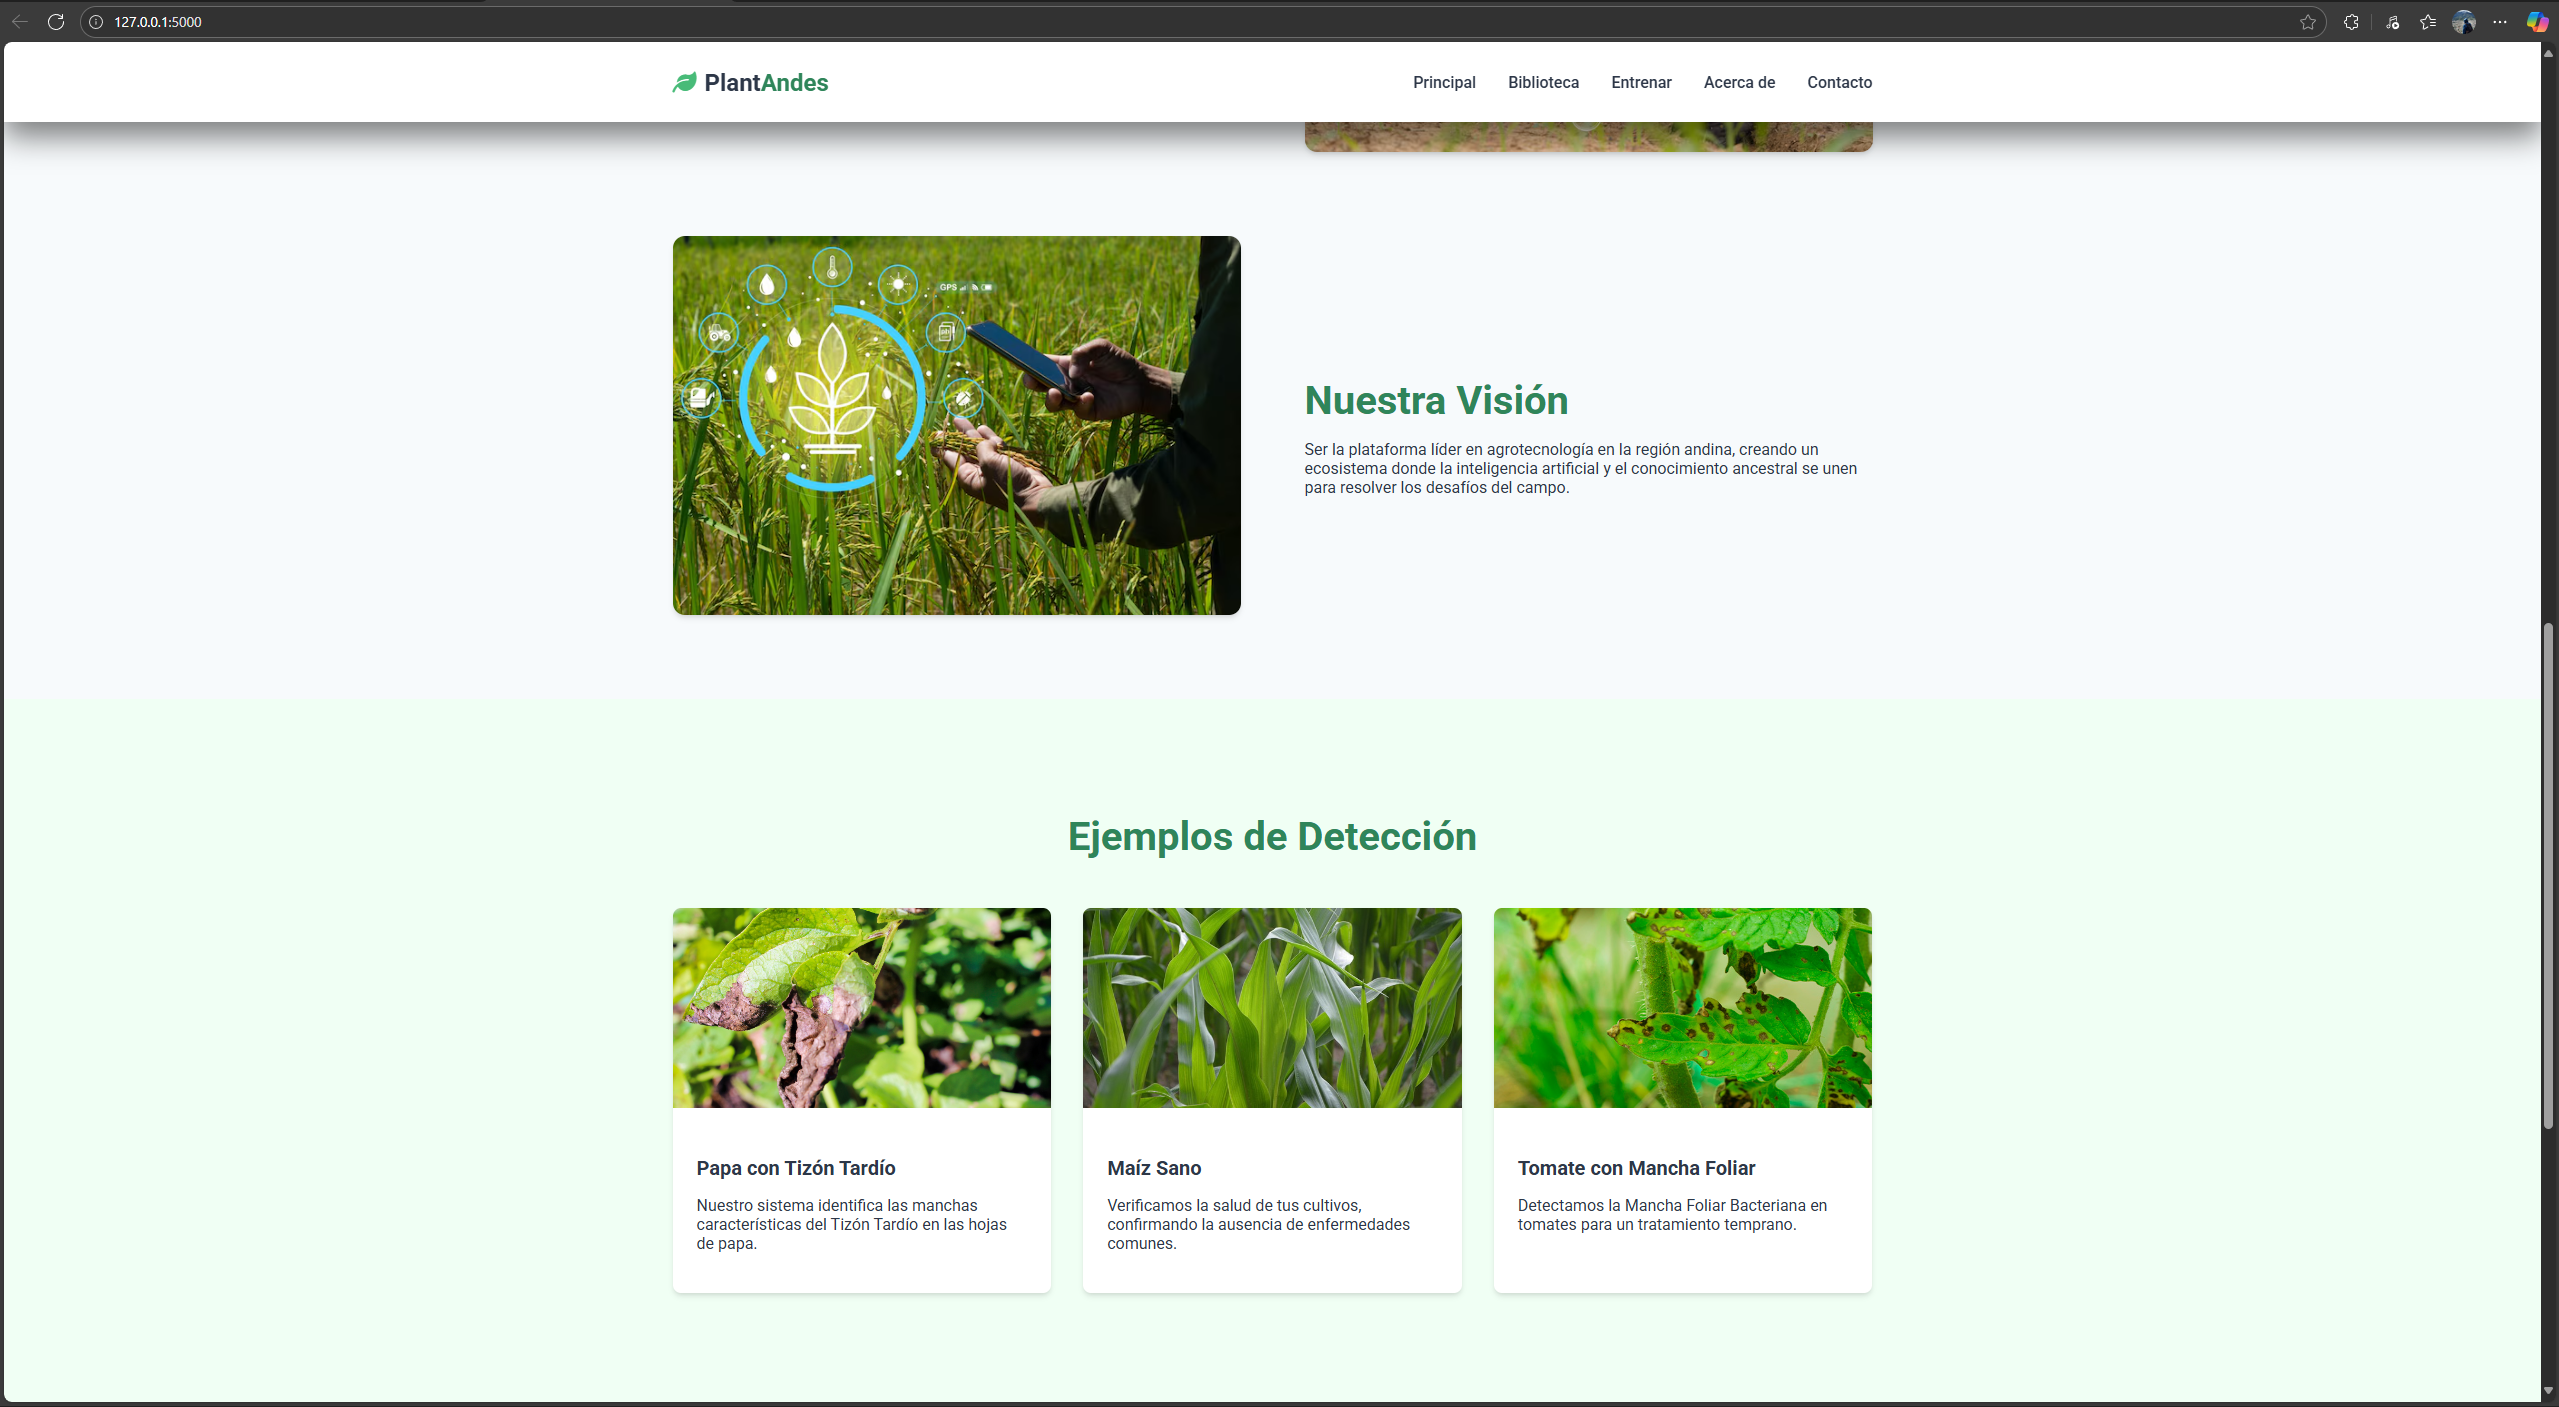 127.0.0.1:5000
PlantAndes
Principal
Biblioteca
Entrenar
Acerca de
Contacto
GPS
Nuestra Visión
Ser la plataforma líder en agrotecnología en la región andina, creando un
ecosistema donde la inteligencia artificial y el conocimiento ancestral se unen
para resolver los desafíos del campo.
Ejemplos de Detección
Papa con Tizón Tardío
Nuestro sistema identifica las manchas
características del Tizón Tardío en las hojas
de papa.
Maíz Sano
Verificamos la salud de tus cultivos,
confirmando la ausencia de enfermedades
comunes.
Tomate con Mancha Foliar
Detectamos la Mancha Foliar Bacteriana en
tomates para un tratamiento temprano.